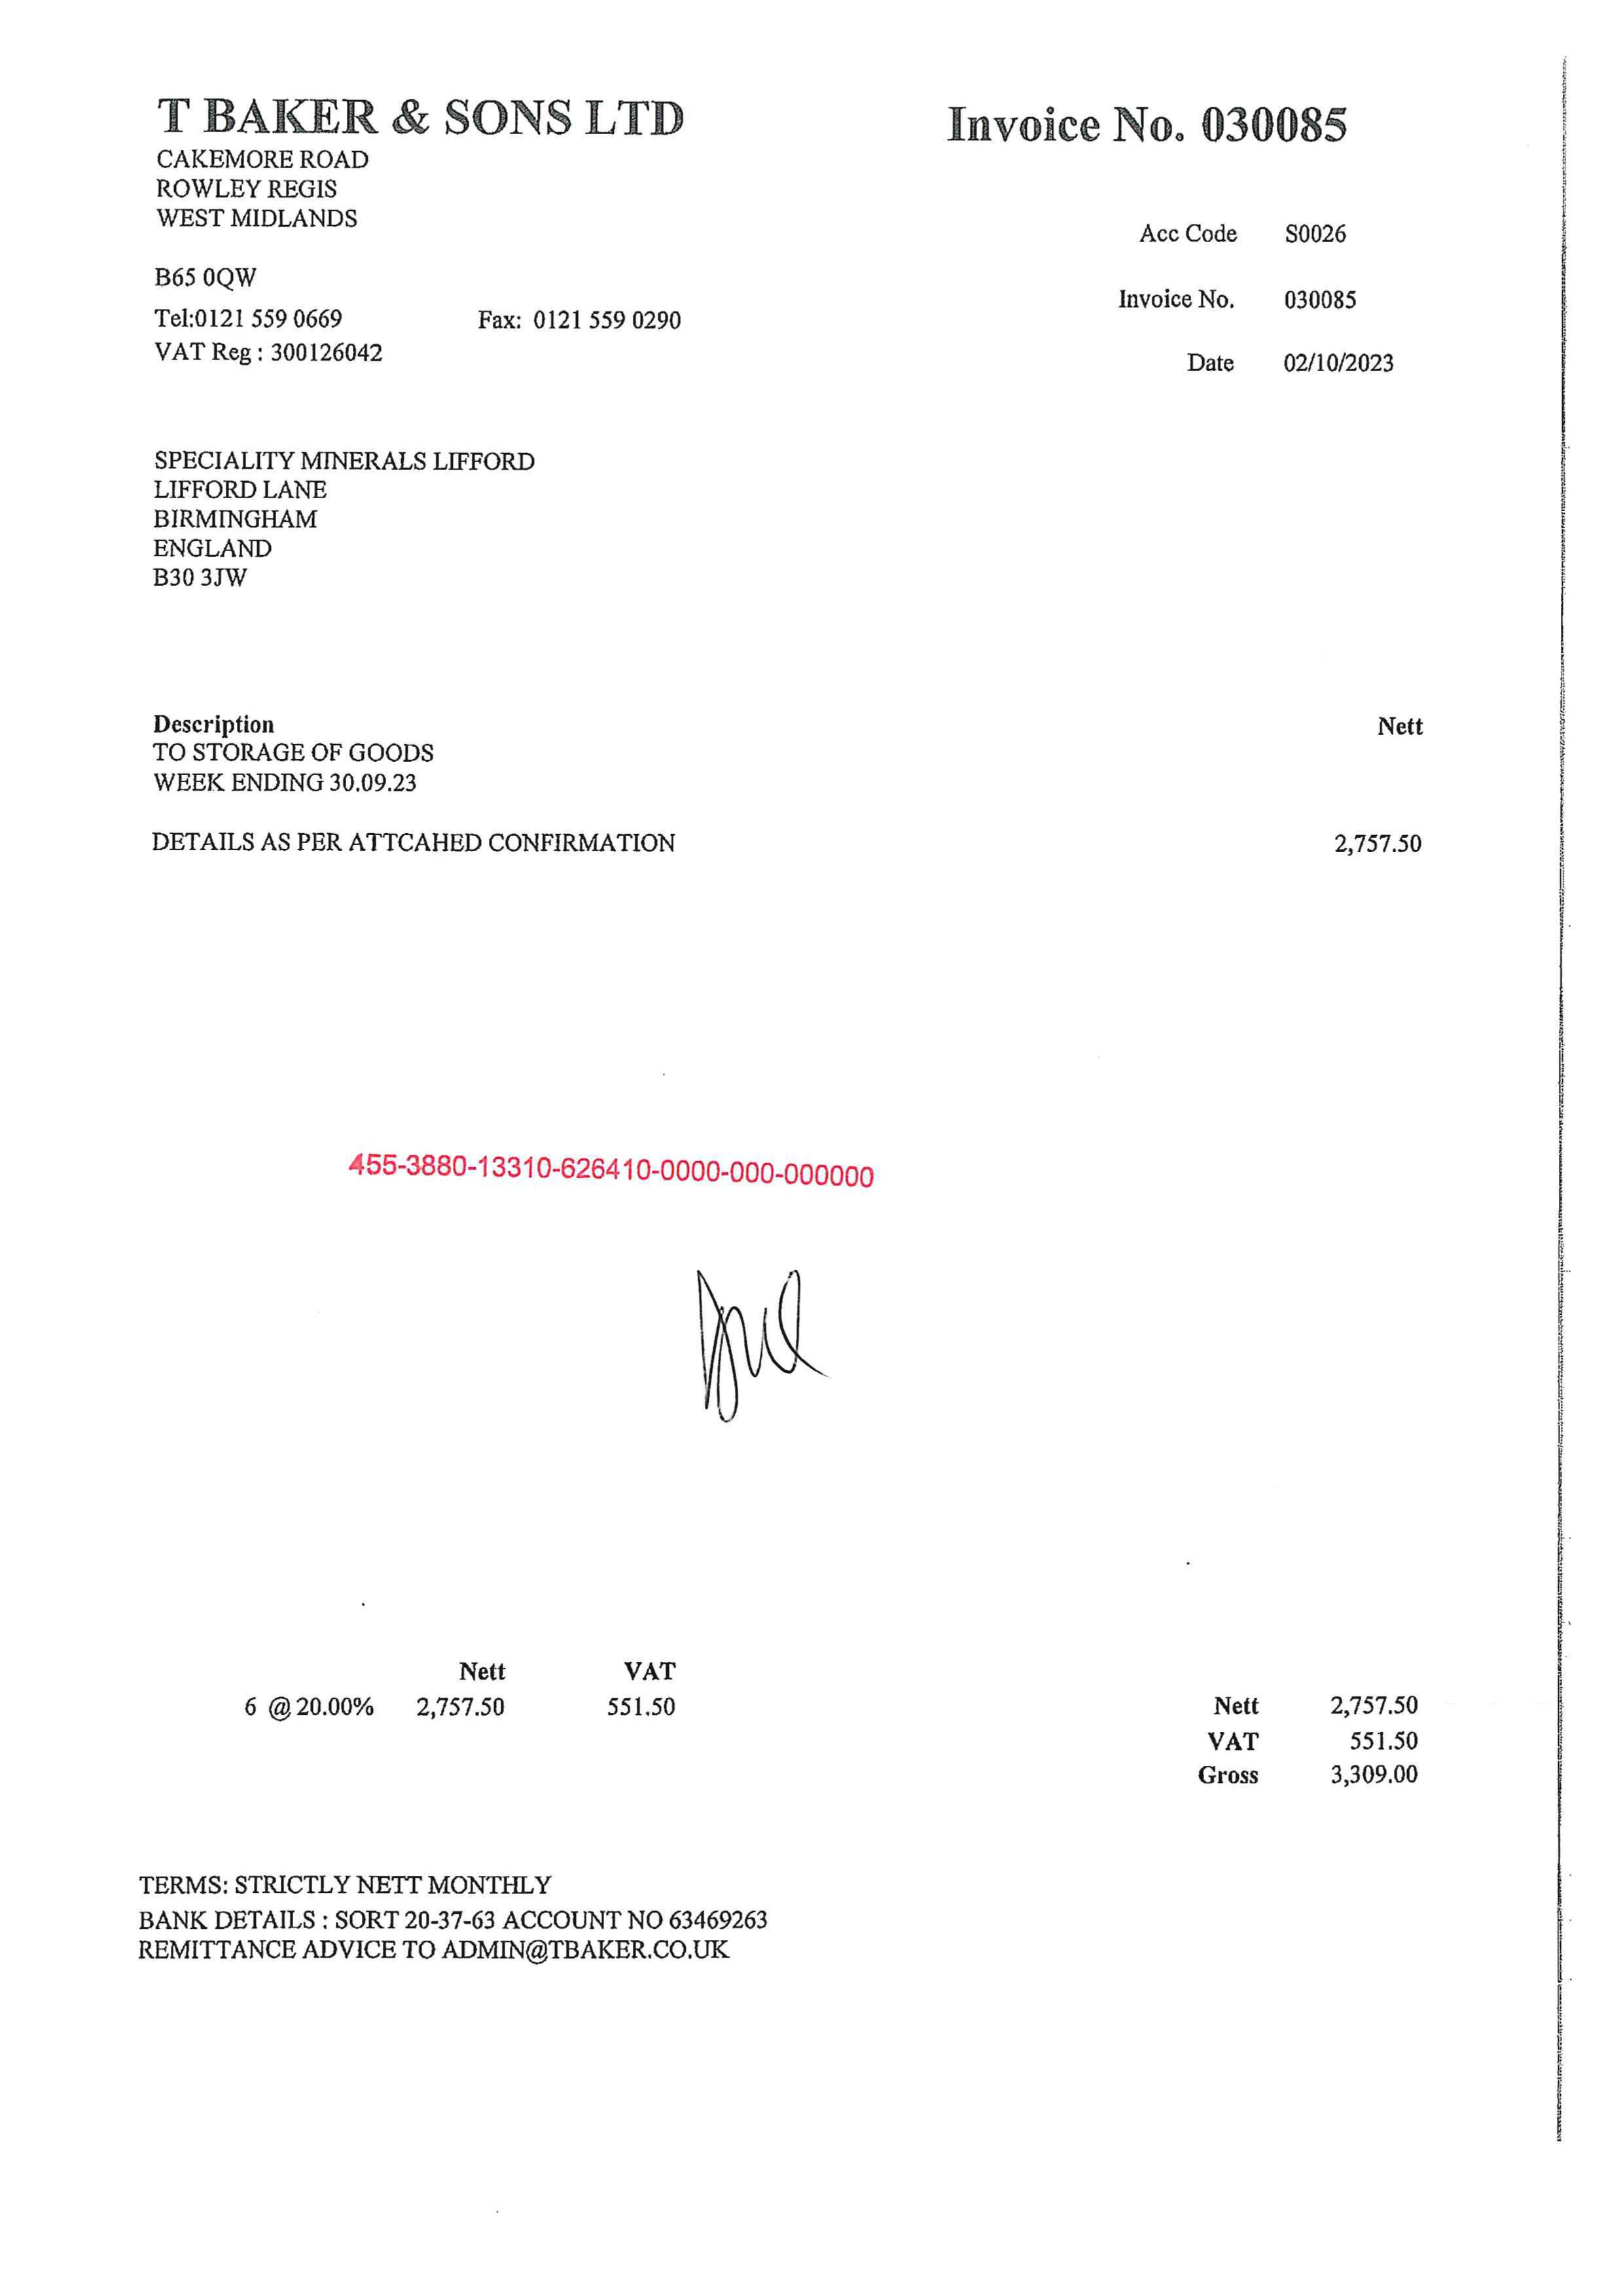 T BAKER & SONS LTD
Invoice No. 030085
CAKEMORE ROAD
ROWLEY REGIS
WEST MIDLANDS
B65 0QW
Tel:0121 559 0669 Fax: 0121 559 0290
VAT Reg : 300126042
Acc Code S0026
Invoice No. 030085
Date 02/10/2023
SPECIALITY MINERALS LIFFORD
LIFFORD LANE
BIRMINGHAM
ENGLAND
B30 3JW
Description Nett
TO STORAGE OF GOODS
WEEK ENDING 30.09.23
DETAILS AS PER ATTCAHED CONFIRMATION 2,757.50
455-3880-13310-626410-0000-000-000000
Nett VAT
6 @ 20.00% 2,757.50 551.50
Nett 2,757.50
VAT 551.50
Gross 3,309.00
TERMS: STRICTLY NETT MONTHLY
BANK DETAILS : SORT 20-37-63 ACCOUNT NO 63469263
REMITTANCE ADVICE TO ADMIN@TBAKER.CO.UK